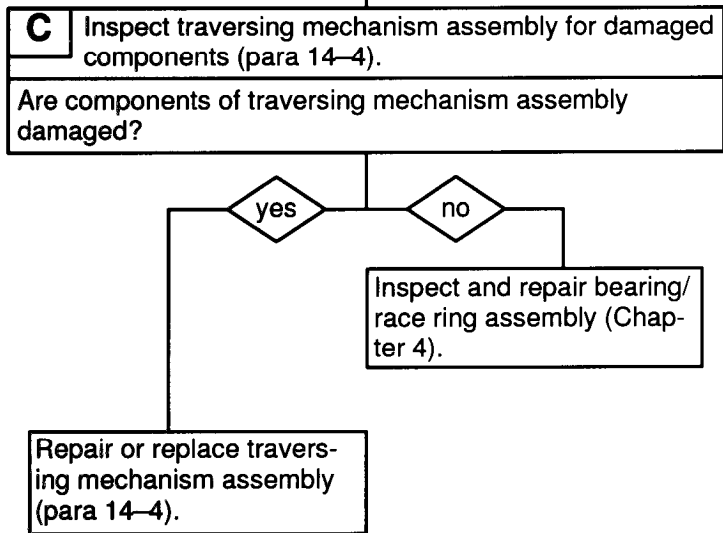 C Inspect traversing mechanism assembly for damaged
components (para 14–4).
Are components of traversing mechanism assembly
damaged?
yes no
Inspect and repair bearing/
race ring assembly (Chap-
ter 4).
Repair or replace travers-
ing mechanism assembly
(para 14–4).